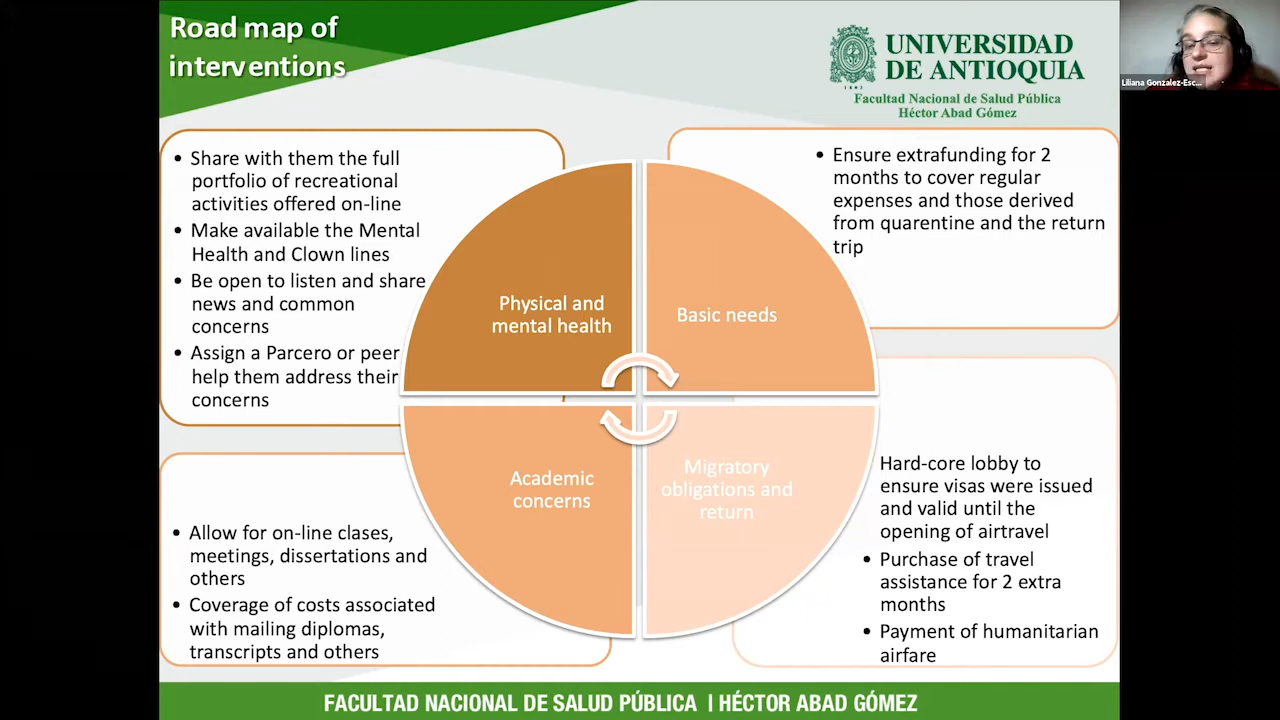 Road map of
interventions
UNIVERSIDAD
DE ANTIOQUIA
1803
Facultad Nacional de Salud Pública
Héctor Abad Gómez
Liliana Gonzalez-Esc...
• Share with them the full
portfolio of recreational
activities offered on-line
• Make available the Mental
Health and Clown lines
• Be open to listen and share
news and common
concerns
• Assign a Parcero or peer
help them address their
concerns
• Ensure extrafunding for 2
months to cover regular
expenses and those derived
from quarentine and the return
trip
Physical and
mental health
Basic needs
Academic
concerns
Migratory
obligations and
return
• Allow for on-line clases,
meetings, dissertations and
others
• Coverage of costs associated
with mailing diplomas,
transcripts and others
Hard-core lobby to
ensure visas were issued
and valid until the
opening of airtravel
• Purchase of travel
assistance for 2 extra
months
• Payment of humanitarian
airfare
FACULTAD NACIONAL DE SALUD PÚBLICA | HÉCTOR ABAD GÓMEZ